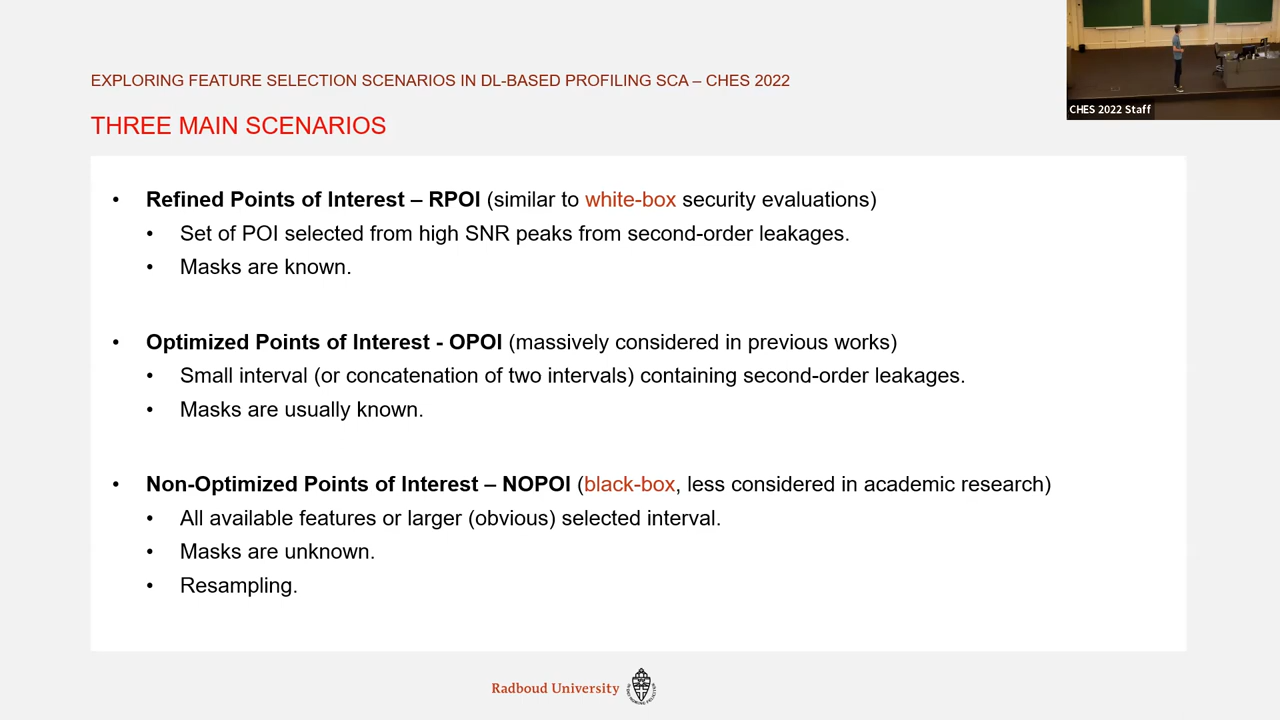 EXPLORING FEATURE SELECTION SCENARIOS IN DL-BASED PROFILING SCA – CHES 2022
THREE MAIN SCENARIOS
CHES 2022 Staff
• Refined Points of Interest – RPOI (similar to white-box security evaluations)
• Set of POI selected from high SNR peaks from second-order leakages.
• Masks are known.
• Optimized Points of Interest - OPOI (massively considered in previous works)
• Small interval (or concatenation of two intervals) containing second-order leakages.
• Masks are usually known.
• Non-Optimized Points of Interest – NOPOI (black-box, less considered in academic research)
• All available features or larger (obvious) selected interval.
• Masks are unknown.
• Resampling.
Radboud University